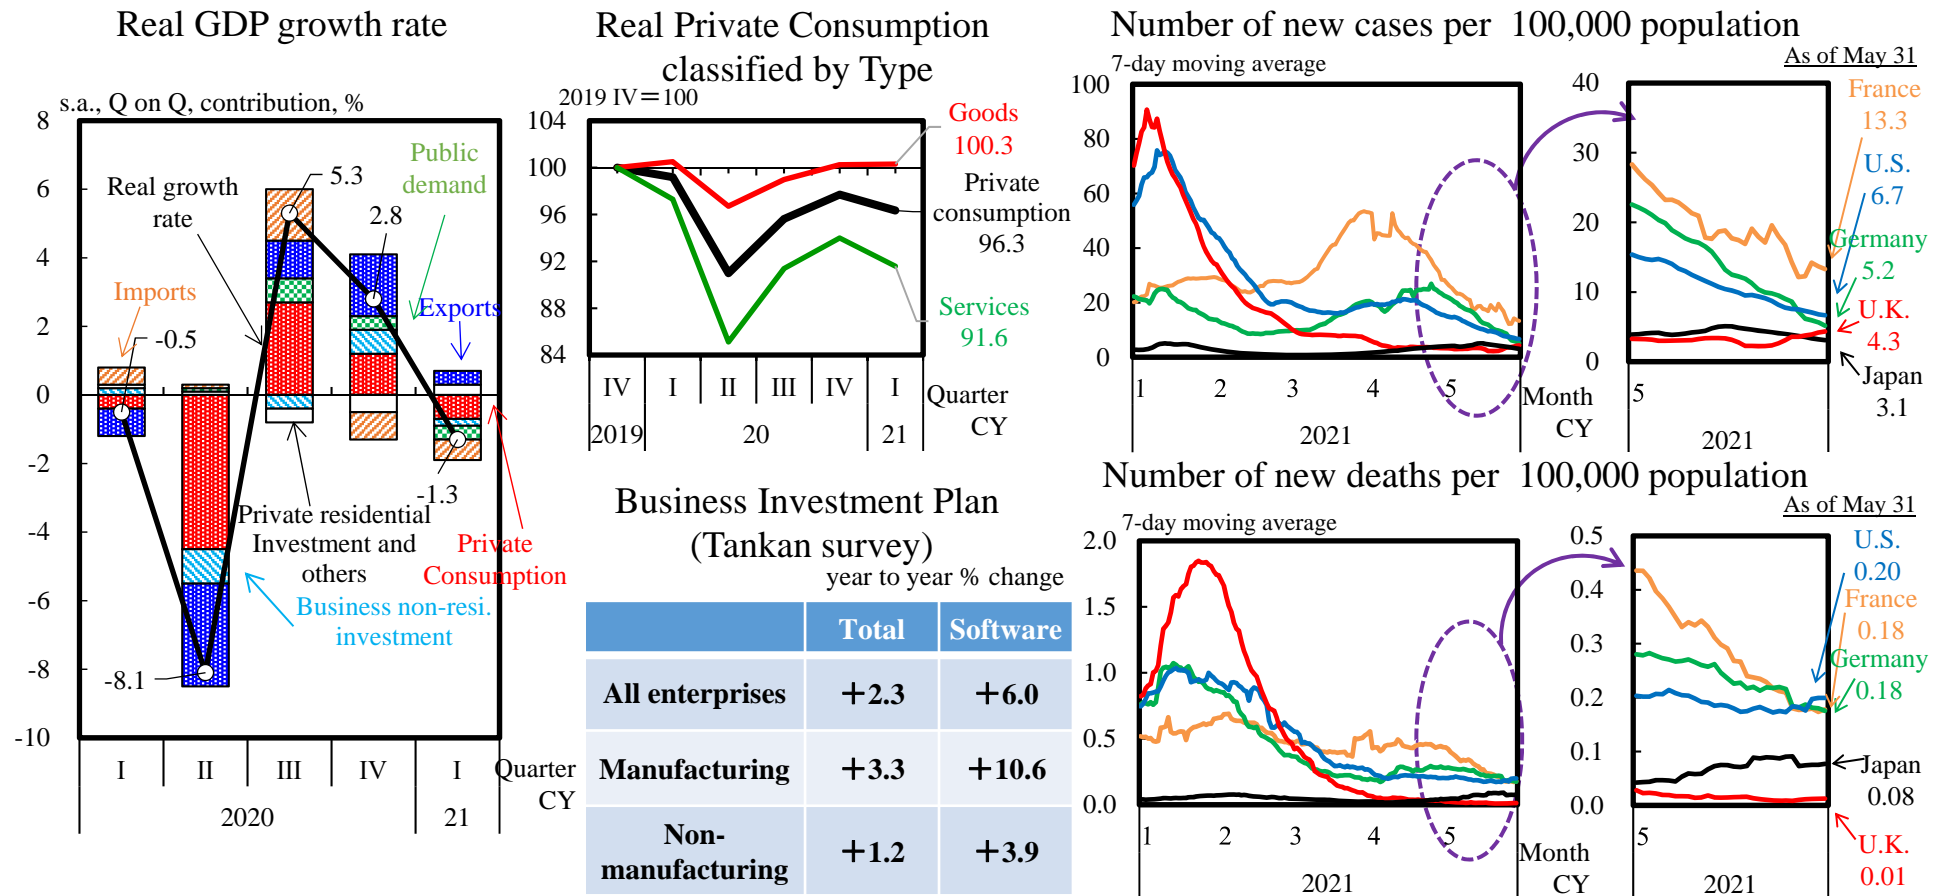 Real GDP growth rate
s.a., Q on Q, contribution, %
8
6
4
2
0
-2
-4
-6
-8
-10
Real growth
rate
Imports
-0.5
-8.1
5.3
2.8
-1.3
Public
demand
Exports
Private residential
Investment and
others
Private
Consumption
Business non-resi.
investment
I
II
III
IV
I
Quarter
CY
2020
21
Real Private Consumption
classified by Type
2019 IV＝100
104
100
96
92
88
84
Goods
100.3
Private
consumption
96.3
Services
91.6
IV
I
II
III
IV
I
Quarter
CY
2019
20
21
Business Investment Plan
(Tankan survey)
year to year % change
Total Software
All enterprises ＋2.3 ＋6.0
Manufacturing ＋3.3 ＋10.6
Non-
manufacturing ＋1.2 ＋3.9
Number of new cases per 100,000 population
7-day moving average
100
80
60
40
20
0
1
2
3
4
5
Month
CY
2021
As of May 31
40
30
20
10
0
France
13.3
U.S.
6.7
Germany
5.2
U.K.
4.3
Japan
3.1
5
2021
Number of new deaths per 100,000 population
7-day moving average
2.0
1.5
1.0
0.5
0.0
1
2
3
4
5
Month
CY
2021
As of May 31
0.5
0.4
0.3
0.2
0.1
0.0
U.S.
0.20
France
0.18
Germany
0.18
Japan
0.08
U.K.
0.01
5
2021